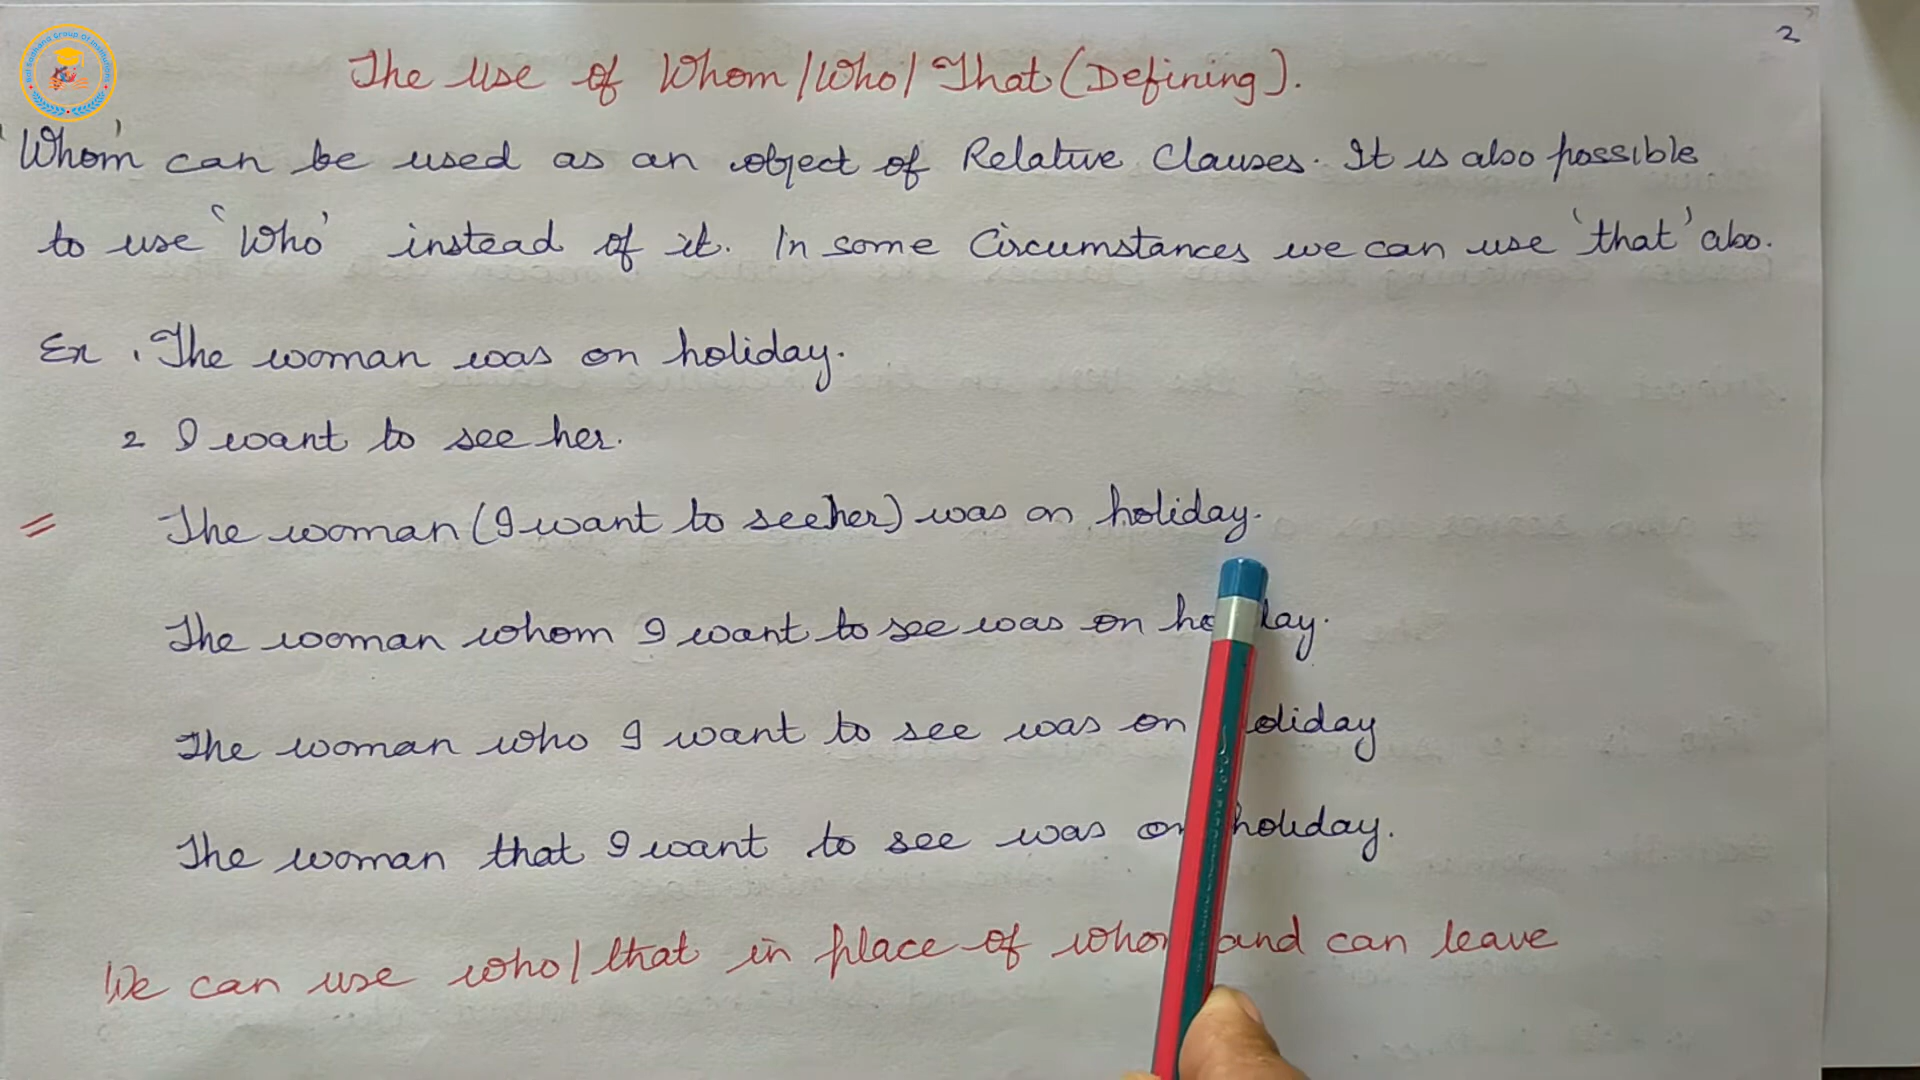 2
The Use of Whom/Who/That (Defining).
'Whom' can be used as an object of Relative Clauses. It is also possible
to use 'Who' instead of it. In some Circumstances we can use 'that' also.
Ex 1 The woman was on holiday.
2 I want to see her.
= The woman (I want to see her) was on holiday.
The woman whom I want to see was on holiday.
The woman who I want to see was on holiday
The woman that I want to see was on holiday.
We can use who/that in place of whom and can leave